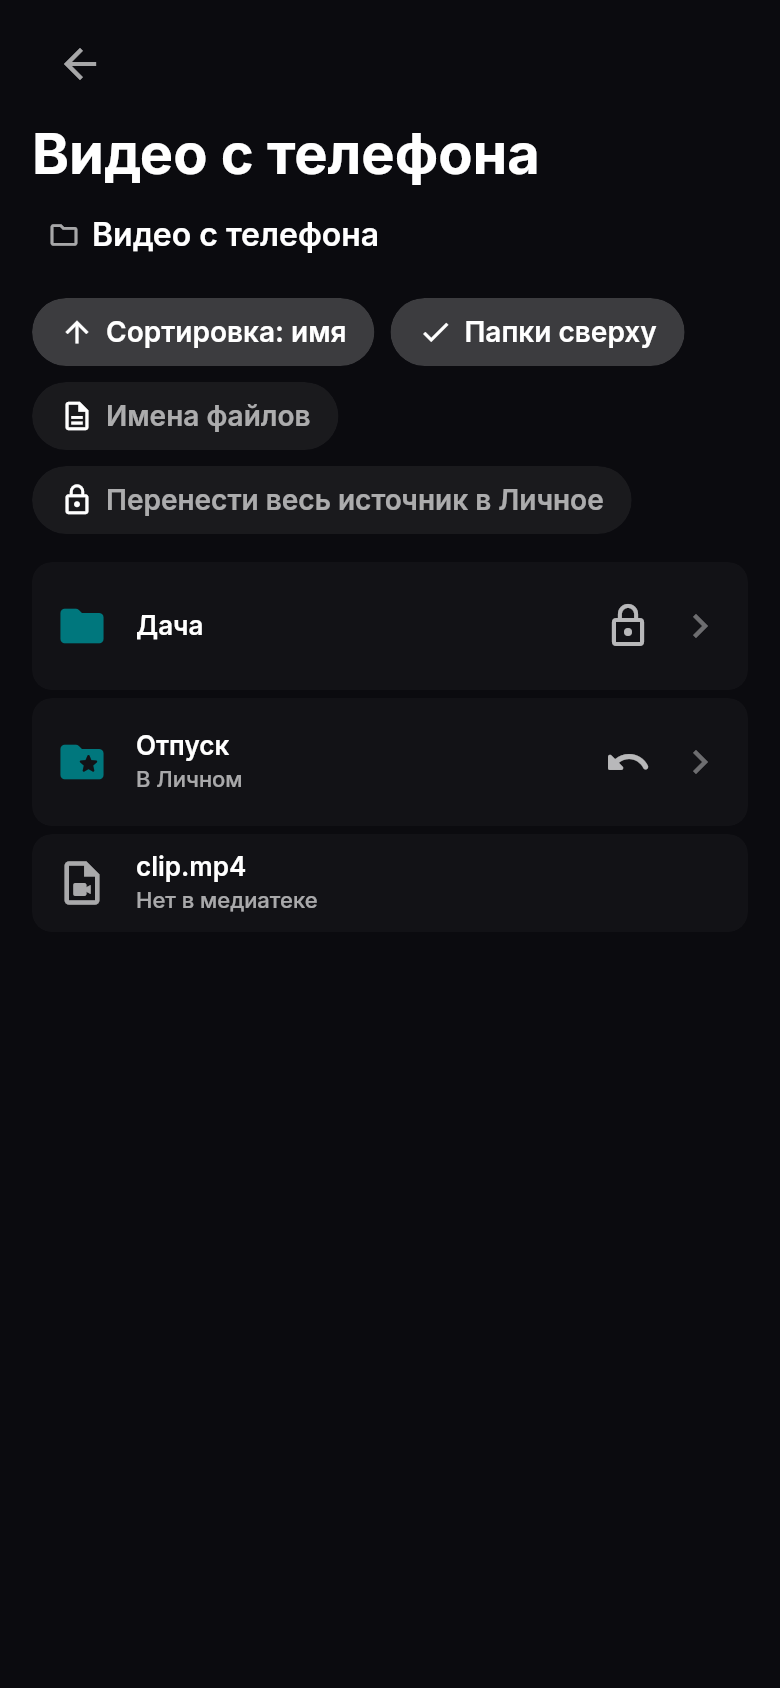 Видео с телефона
Видео с телефона
Сортировка: имя
Папки сверху
Имена файлов
Перенести весь источник в Личное
Дача
Отпуск
В Личном
clip.mp4
Нет в медиатеке